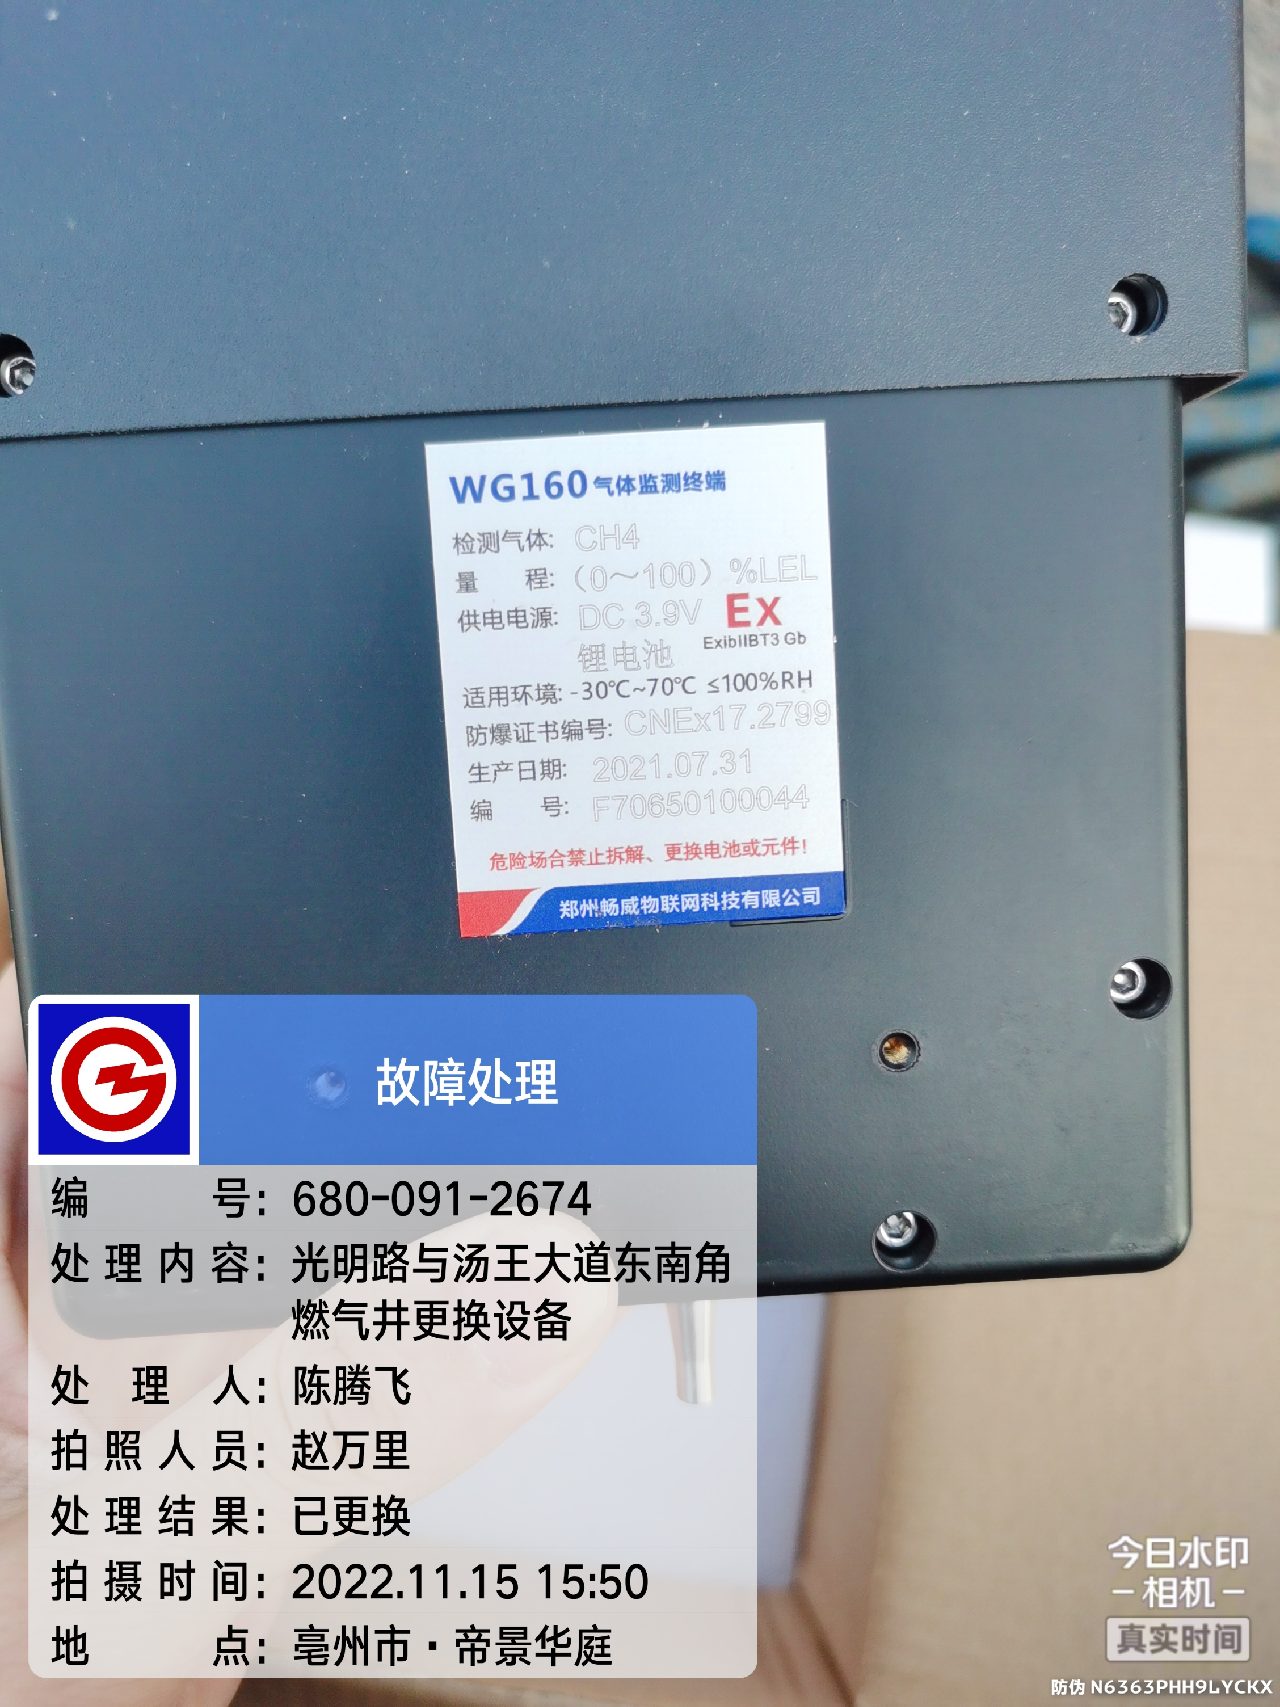 WG160气体监测终端
检测气体: CH4
量 程: (0~100) %LEL
供电电源: DC 3.9V Ex
锂电池 ExibIIBT3 Gb
适用环境: -30℃~70℃ ≤100%RH
防爆证书编号: CNEx17.2799
生产日期: 2021.07.31
编 号: F70650100044
危险场合禁止拆解、更换电池或元件!
郑州畅威物联网科技有限公司
故障处理
编 号: 680-091-2674
处理内容: 光明路与汤王大道东南角
燃气井更换设备
处理人: 陈腾飞
拍照人员: 赵万里
处理结果: 已更换
拍摄时间: 2022.11.15 15:50
地 点: 亳州市·帝景华庭
今日水印
-相机-
真实时间
防伪 N6363PHH9LYCKX